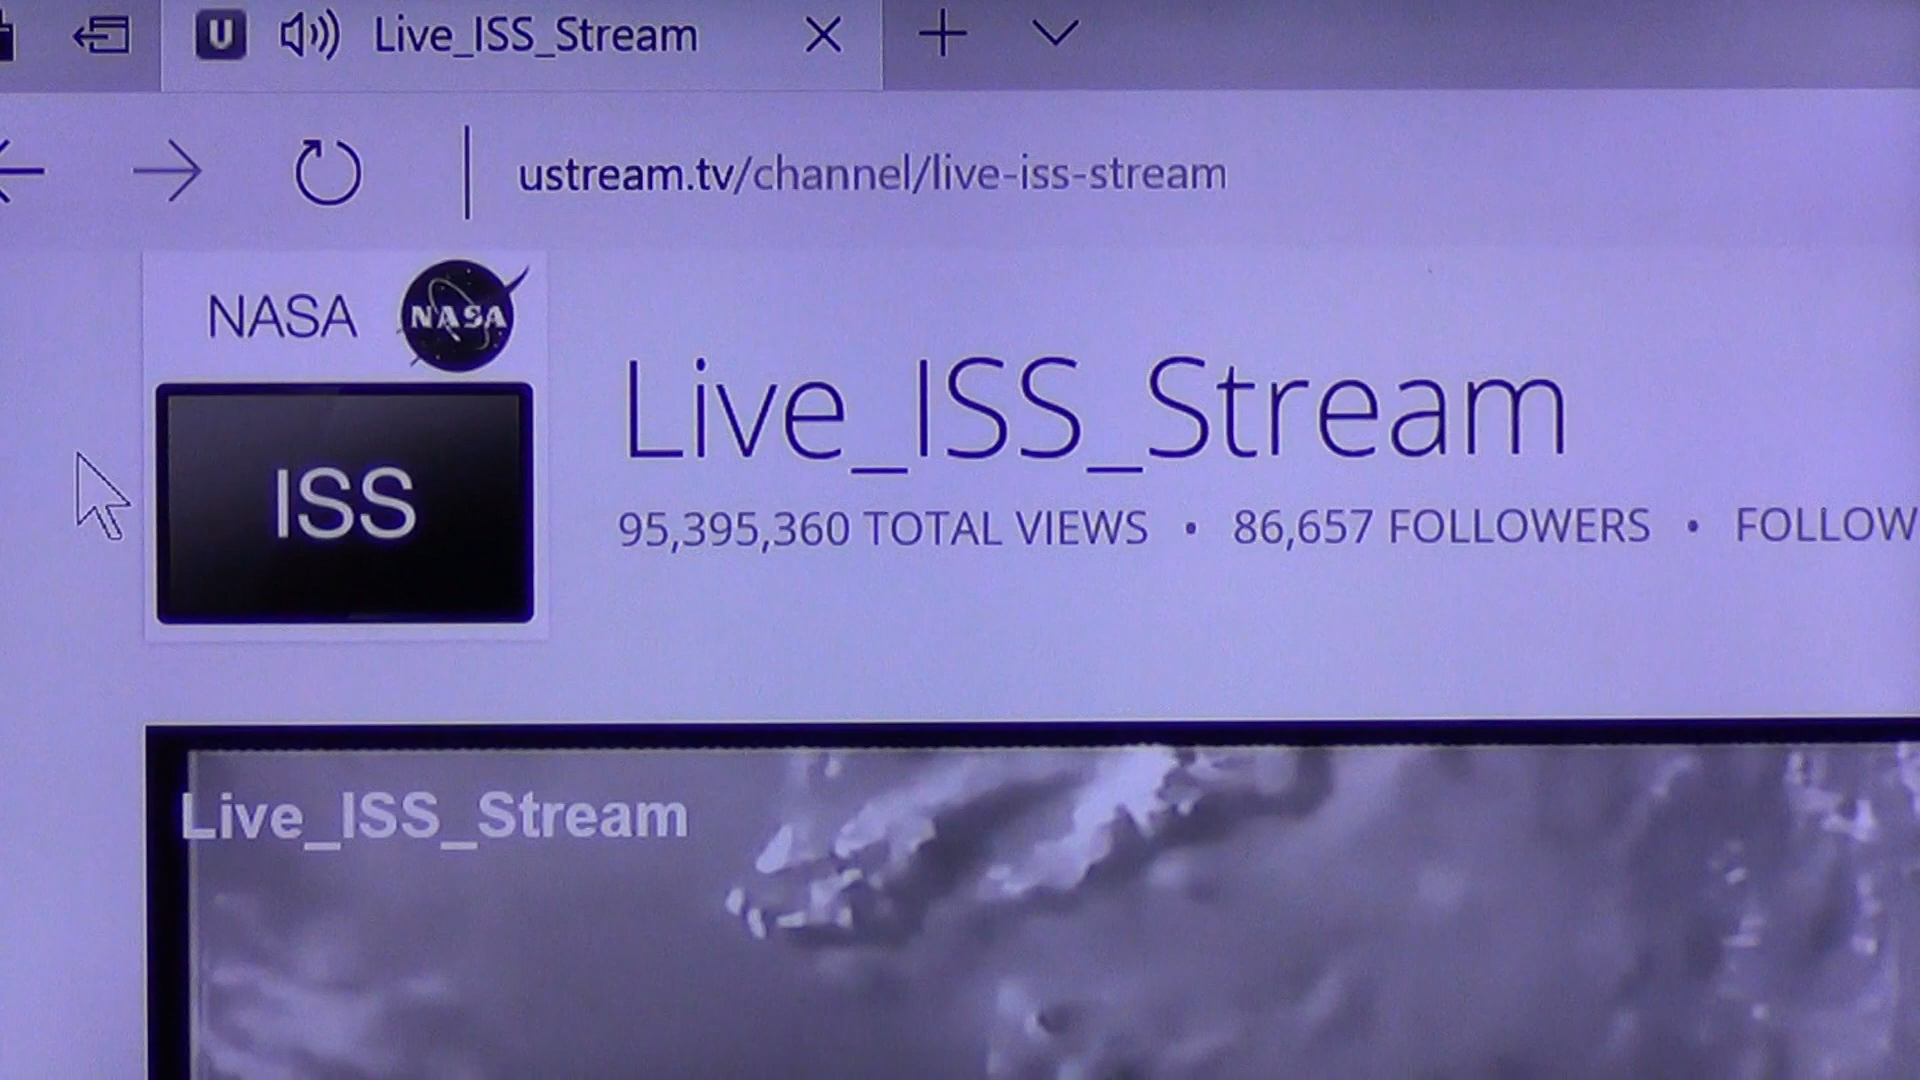 U Live_ISS_Stream
ustream.tv/channel/live-iss-stream
NASA NASA
ISS
Live_ISS_Stream
95,395,360 TOTAL VIEWS • 86,657 FOLLOWERS • FOLLOW
Live_ISS_Stream